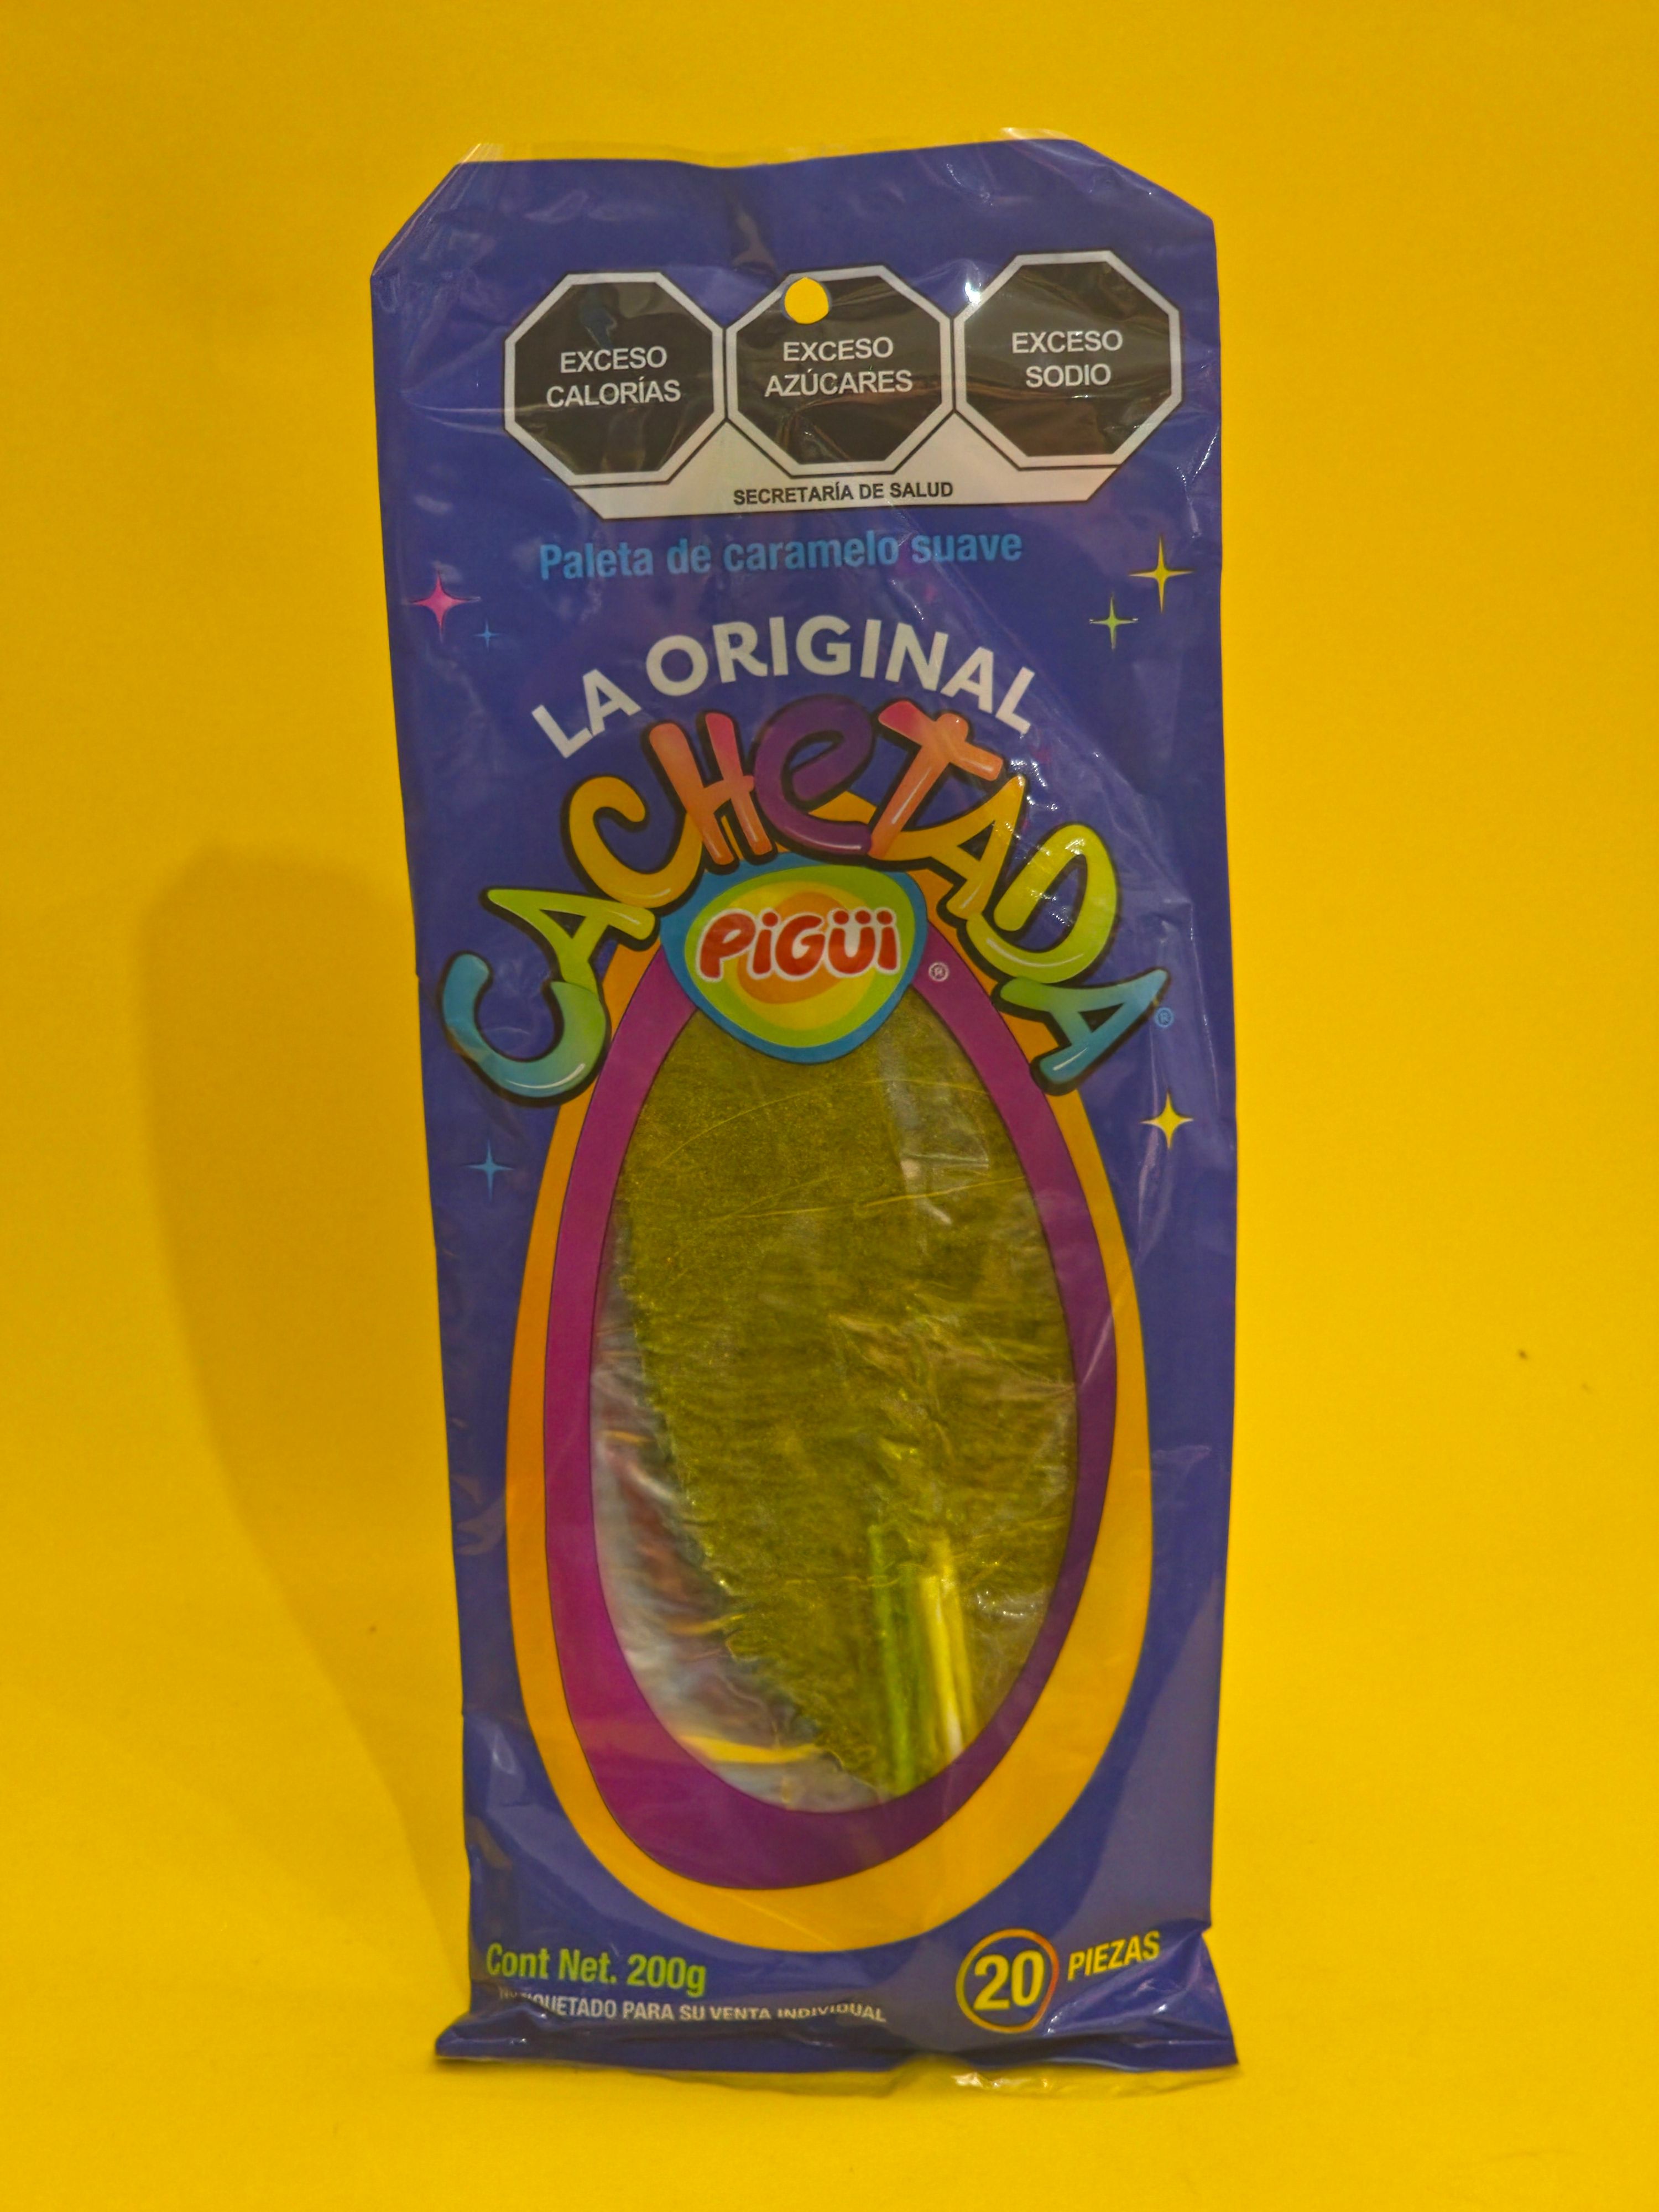 EXCESO
CALORÍAS
EXCESO
AZÚCARES
EXCESO
SODIO
SECRETARÍA DE SALUD
Paleta de caramelo suave
LA ORIGINAL
CACHETADA®
PiGÜi®
Cont Net. 200g
PARA SU VENTA INDIVIDUAL
20 PIEZAS